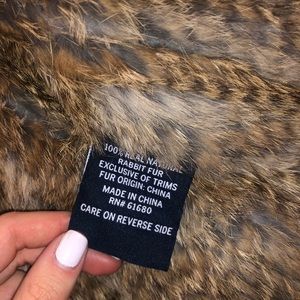 100% REAL NATURAL
RABBIT FUR
EXCLUSIVE OF TRIMS
FUR ORIGIN: CHINA
MADE IN CHINA
RN# 61680
CARE ON REVERSE SIDE